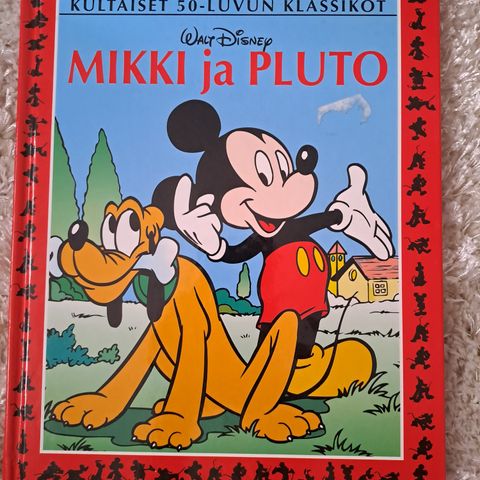 KULTAISET 50-LUVUN KLASSIKOT
WALT DISNEY
MIKKI ja PLUTO